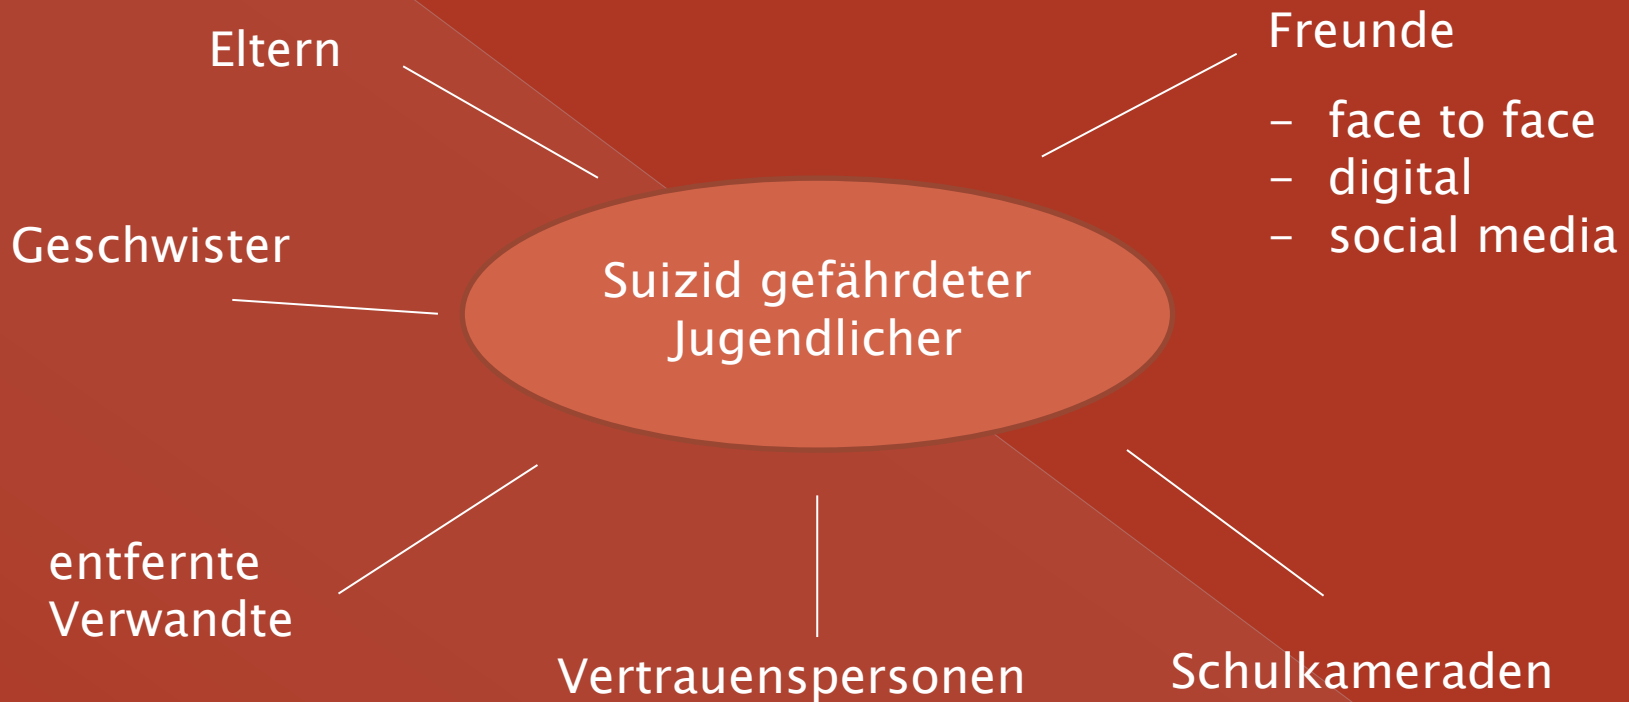 Eltern
Freunde
– face to face
– digital
– social media
Geschwister
Suizid gefährdeter
Jugendlicher
entfernte
Verwandte
Vertrauenspersonen
Schulkameraden